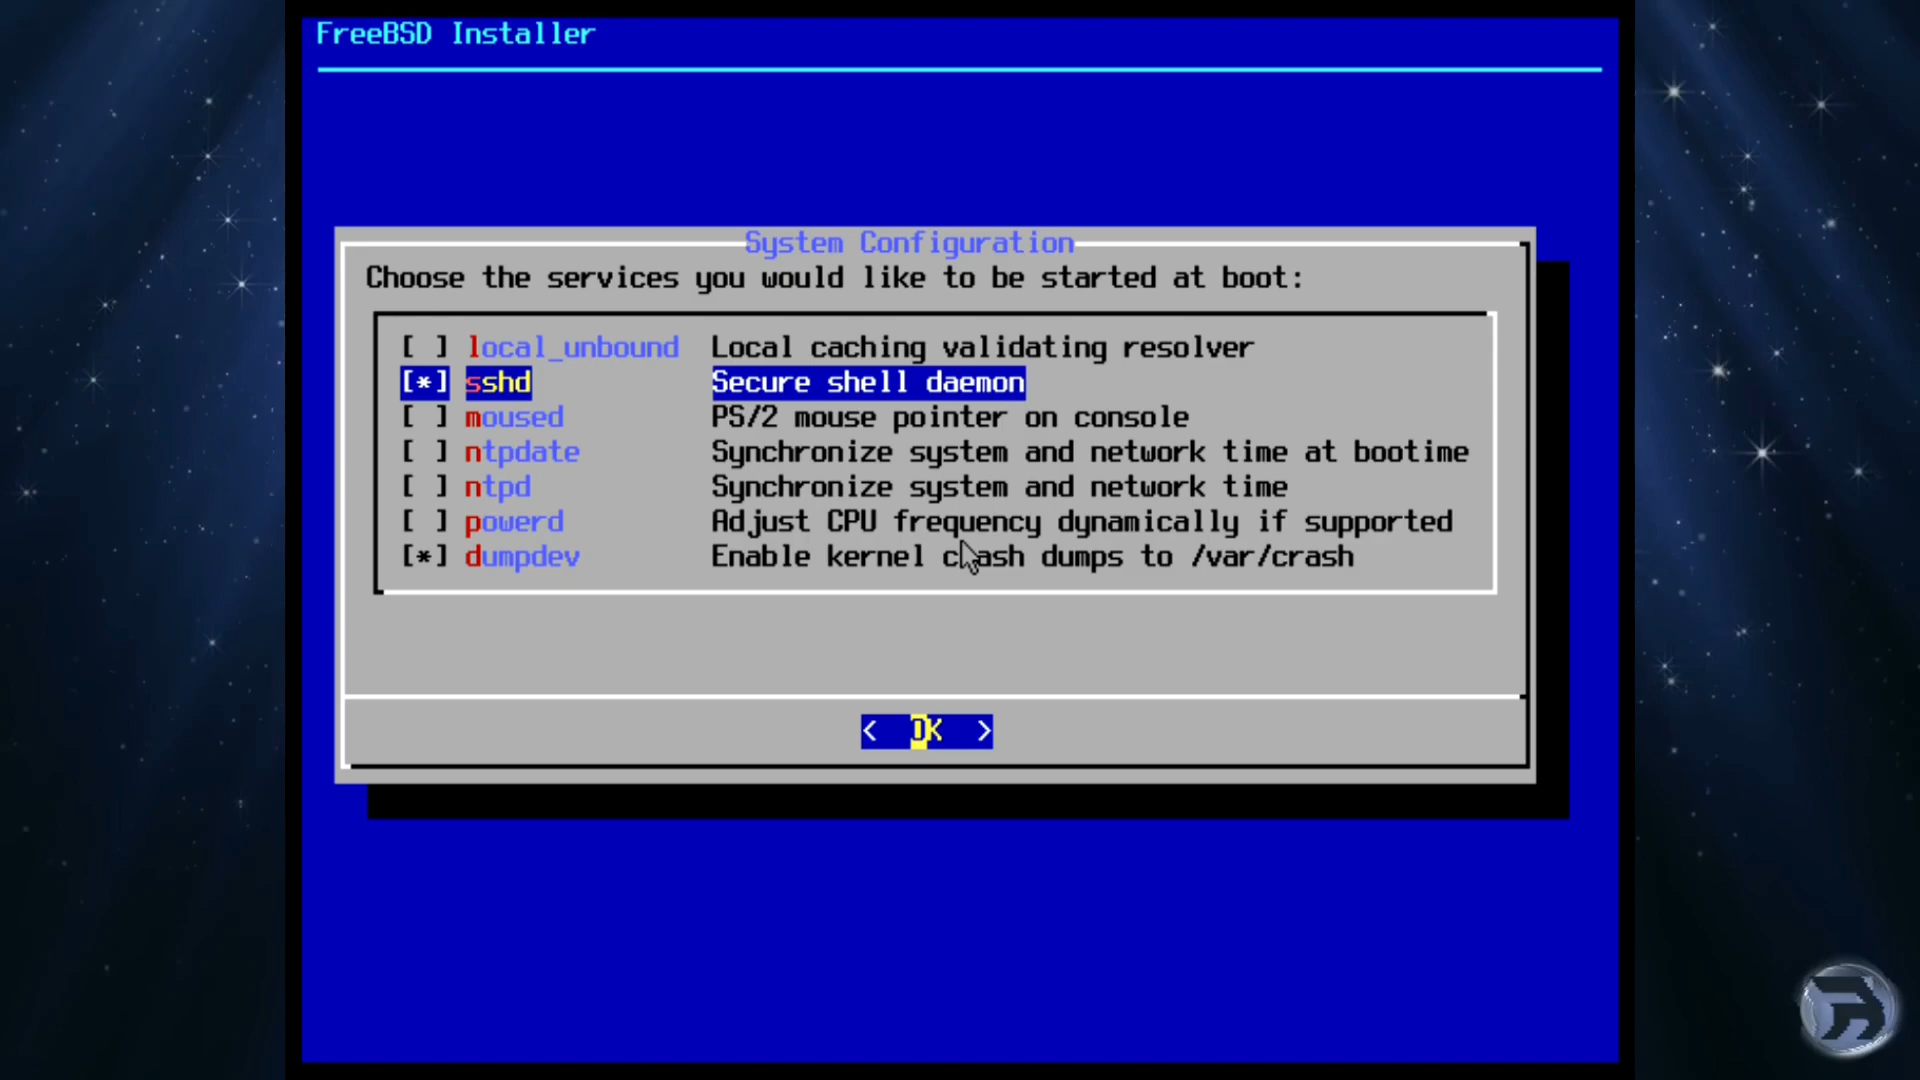 FreeBSD Installer
System Configuration
Choose the services you would like to be started at boot:
[ ] local_unbound Local caching validating resolver
[*] sshd Secure shell daemon
[ ] moused PS/2 mouse pointer on console
[ ] ntpdate Synchronize system and network time at bootime
[ ] ntpd Synchronize system and network time
[ ] powerd Adjust CPU frequency dynamically if supported
[*] dumpdev Enable kernel crash dumps to /var/crash
< OK >